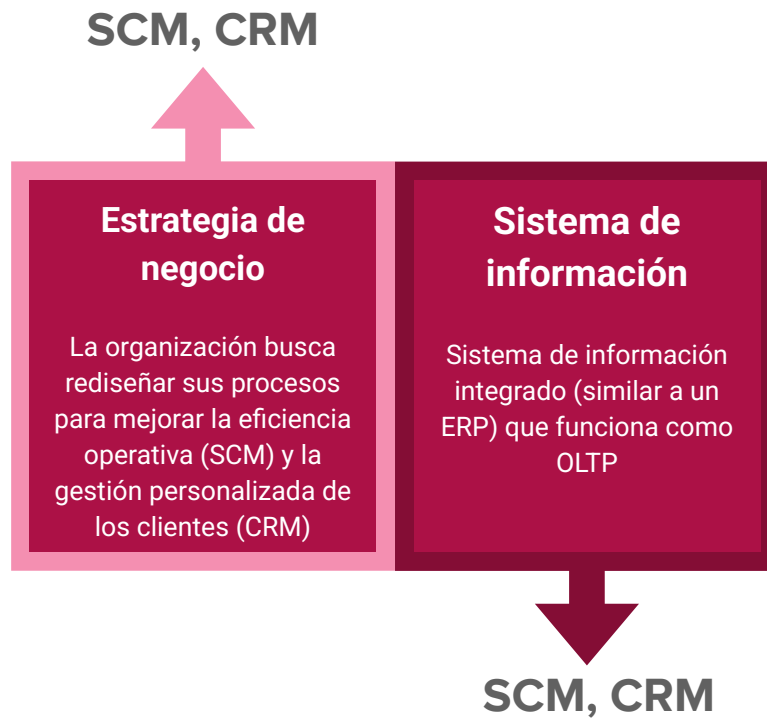 SCM, CRM
Estrategia de
negocio
La organización busca
rediseñar sus procesos
para mejorar la eficiencia
operativa (SCM) y la
gestión personalizada de
los clientes (CRM)
Sistema de
información
Sistema de información
integrado (similar a un
ERP) que funciona como
OLTP
SCM, CRM